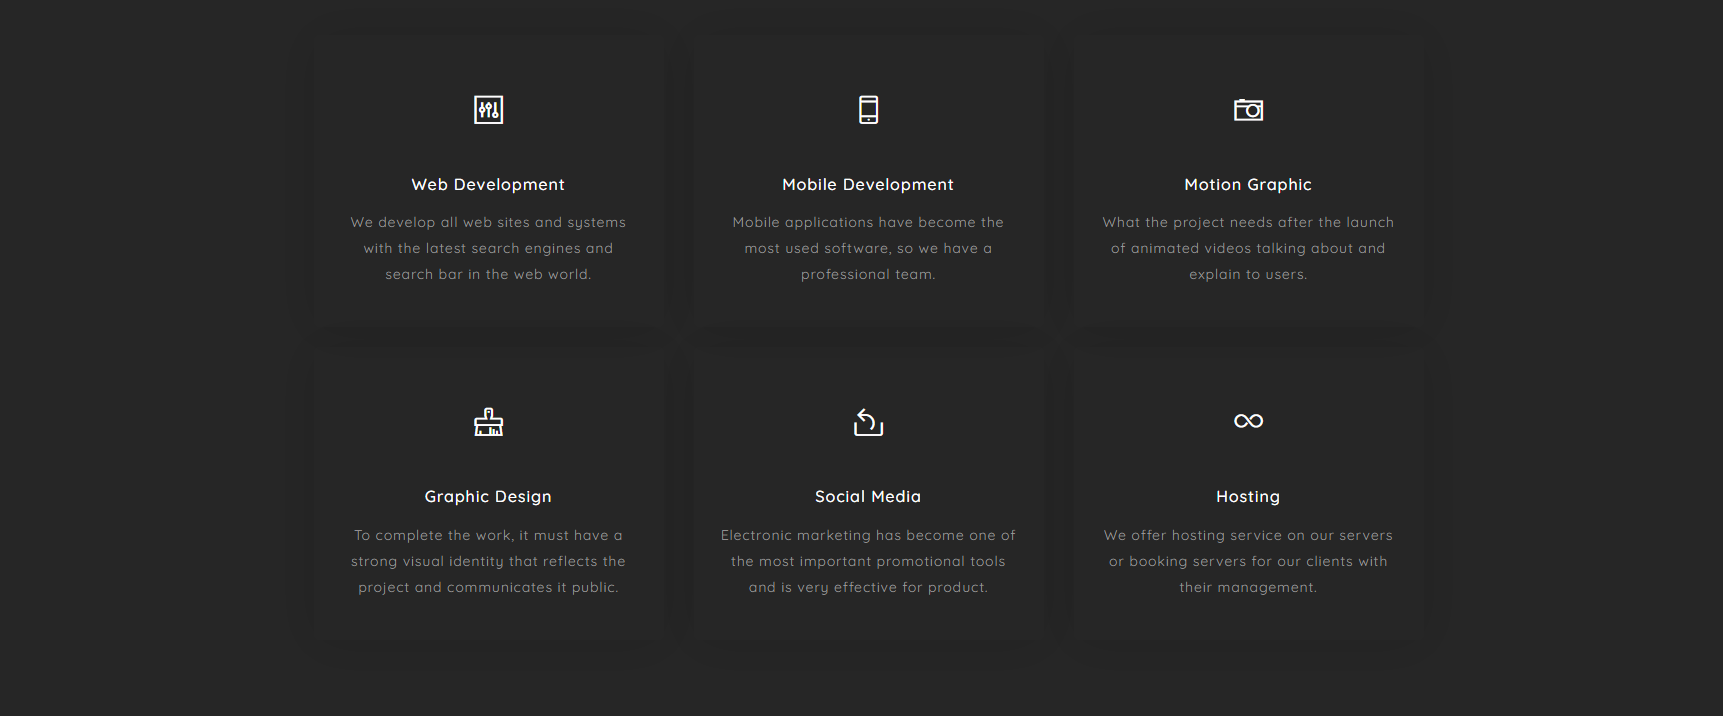 Web Development
We develop all web sites and systems
with the latest search engines and
search bar in the web world.
Mobile Development
Mobile applications have become the
most used software, so we have a
professional team.
Motion Graphic
What the project needs after the launch
of animated videos talking about and
explain to users.
Graphic Design
To complete the work, it must have a
strong visual identity that reflects the
project and communicates it public.
Social Media
Electronic marketing has become one of
the most important promotional tools
and is very effective for product.
Hosting
We offer hosting service on our servers
or booking servers for our clients with
their management.